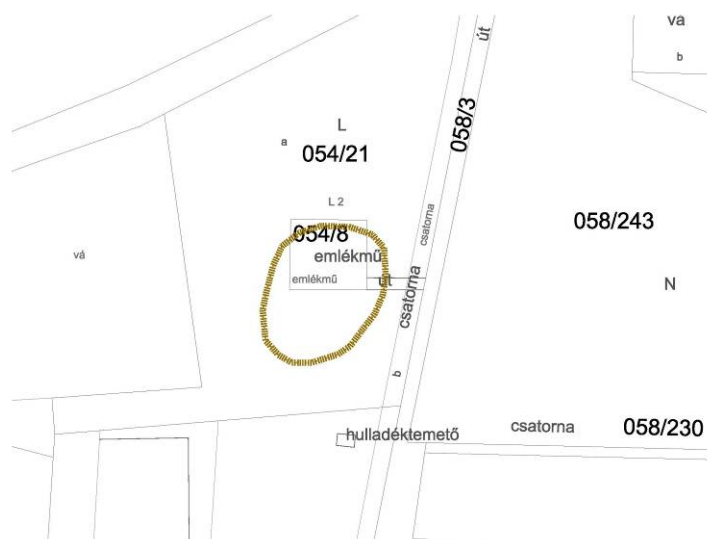 vá
b
út
058/3
L
a
054/21
L 2
csatorna
058/243
054/8
emlékmű
vá
emlékmű
út
csatorna
N
b
hulladéktemető
csatorna
058/230